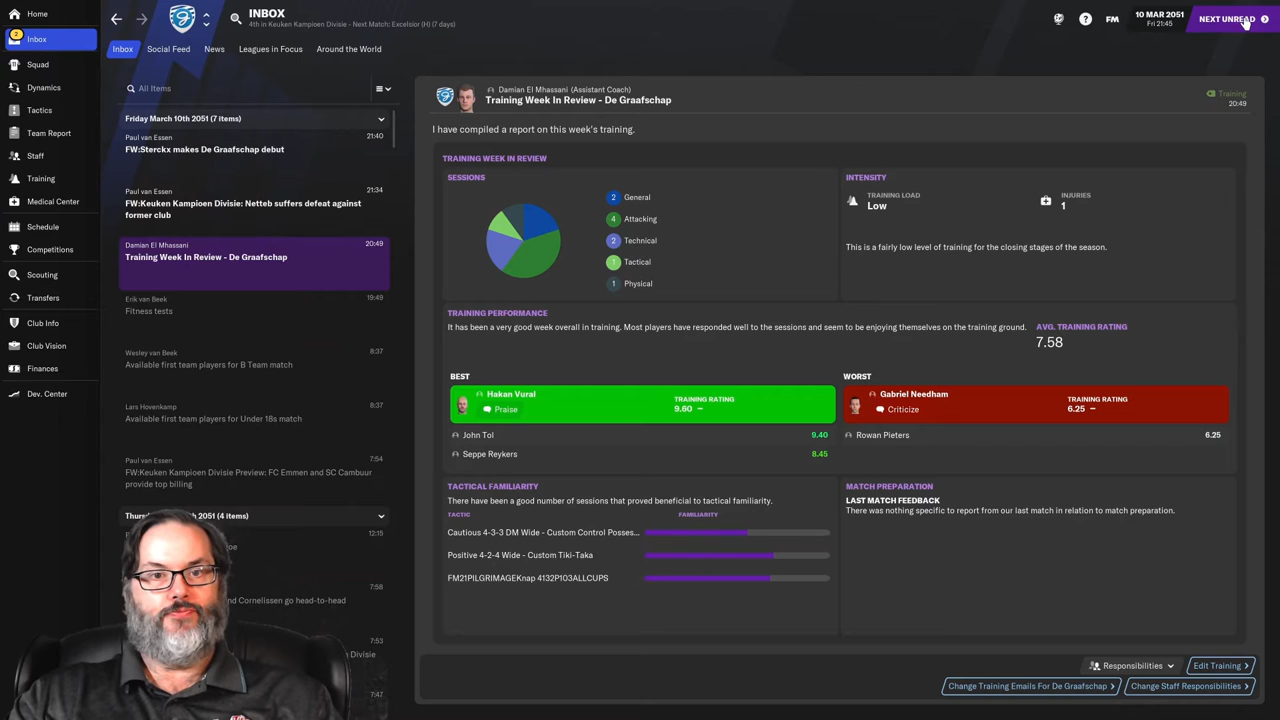 INBOX
4th in Keuken Kampioen Divisie - Next Match: Excelsior (H) (7 days)
FM
10 MAR 2051
Fri 21:45
NEXT UNREAD
Home
2
Inbox
Squad
Dynamics
Tactics
Team Report
Staff
Training
Medical Center
Schedule
Competitions
Scouting
Transfers
Club Info
Club Vision
Finances
Dev. Center
Inbox
Social Feed
News
Leagues in Focus
Around the World
All Items
Friday March 10th 2051 (7 items)
Paul van Essen
21:40
FW:Sterckx makes De Graafschap debut
Paul van Essen
21:34
FW:Keuken Kampioen Divisie: Netteb suffers defeat against
former club
Damian El Mhassani
20:49
Training Week In Review - De Graafschap
Erik van Beek
19:49
Fitness tests
Wesley van Beek
8:37
Available first team players for B Team match
Lars Hovenkamp
8:37
Available first team players for Under 18s match
Paul van Essen
7:54
FW:Keuken Kampioen Divisie Preview: FC Emmen and SC Cambuur
provide top billing
2051 (4 items)
12:15
7:58
nd Cornelissen go head-to-head
7:53
Divisie
7:47
Damian El Mhassani (Assistant Coach)
Training Week In Review - De Graafschap
Training
20:49
I have compiled a report on this week's training.
TRAINING WEEK IN REVIEW
SESSIONS
2 General
4 Attacking
2 Technical
1 Tactical
1 Physical
INTENSITY
TRAINING LOAD
Low
INJURIES
1
This is a fairly low level of training for the closing stages of the season.
TRAINING PERFORMANCE
It has been a very good week overall in training. Most players have responded well to the sessions and seem to be enjoying themselves on the training ground.
AVG. TRAINING RATING
7.58
BEST
Hakan Vural
Praise
TRAINING RATING
9.60 –
John Tol
9.40
Seppe Reykers
8.45
WORST
Gabriel Needham
Criticize
TRAINING RATING
6.25 –
Rowan Pieters
6.25
TACTICAL FAMILIARITY
There have been a good number of sessions that proved beneficial to tactical familiarity.
TACTIC
FAMILIARITY
Cautious 4-3-3 DM Wide - Custom Control Posses...
Positive 4-2-4 Wide - Custom Tiki-Taka
FM21PILGRIMAGEKnap 4132P103ALLCUPS
MATCH PREPARATION
LAST MATCH FEEDBACK
There was nothing specific to report from our last match in relation to match preparation.
Responsibilities
Edit Training
Change Training Emails For De Graafschap
Change Staff Responsibilities